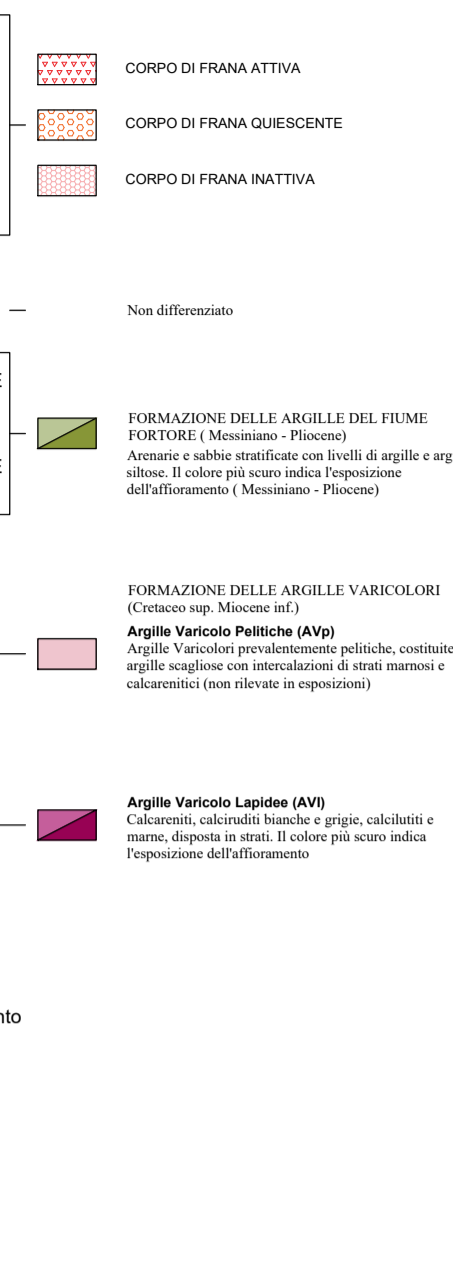 CORPO DI FRANA ATTIVA
CORPO DI FRANA QUIESCENTE
CORPO DI FRANA INATTIVA
Non differenziato
FORMAZIONE DELLE ARGILLE DEL FIUME
FORTORE ( Messiniano - Pliocene)
Arenarie e sabbie stratificate con livelli di argille e arg
siltose. Il colore più scuro indica l'esposizione
dell'affioramento ( Messiniano - Pliocene)
FORMAZIONE DELLE ARGILLE VARICOLORI
(Cretaceo sup. Miocene inf.)
Argille Varicolo Pelitiche (AVp)
Argille Varicolori prevalentemente pelitiche, costituite
argille scagliose con intercalazioni di strati marnosi e
calcarenitici (non rilevate in esposizioni)
Argille Varicolo Lapidee (AVl)
Calcareniti, calciruditi bianche e grigie, calcilutiti e
marne, disposta in strati. Il colore più scuro indica
l'esposizione dell'affioramento
nto